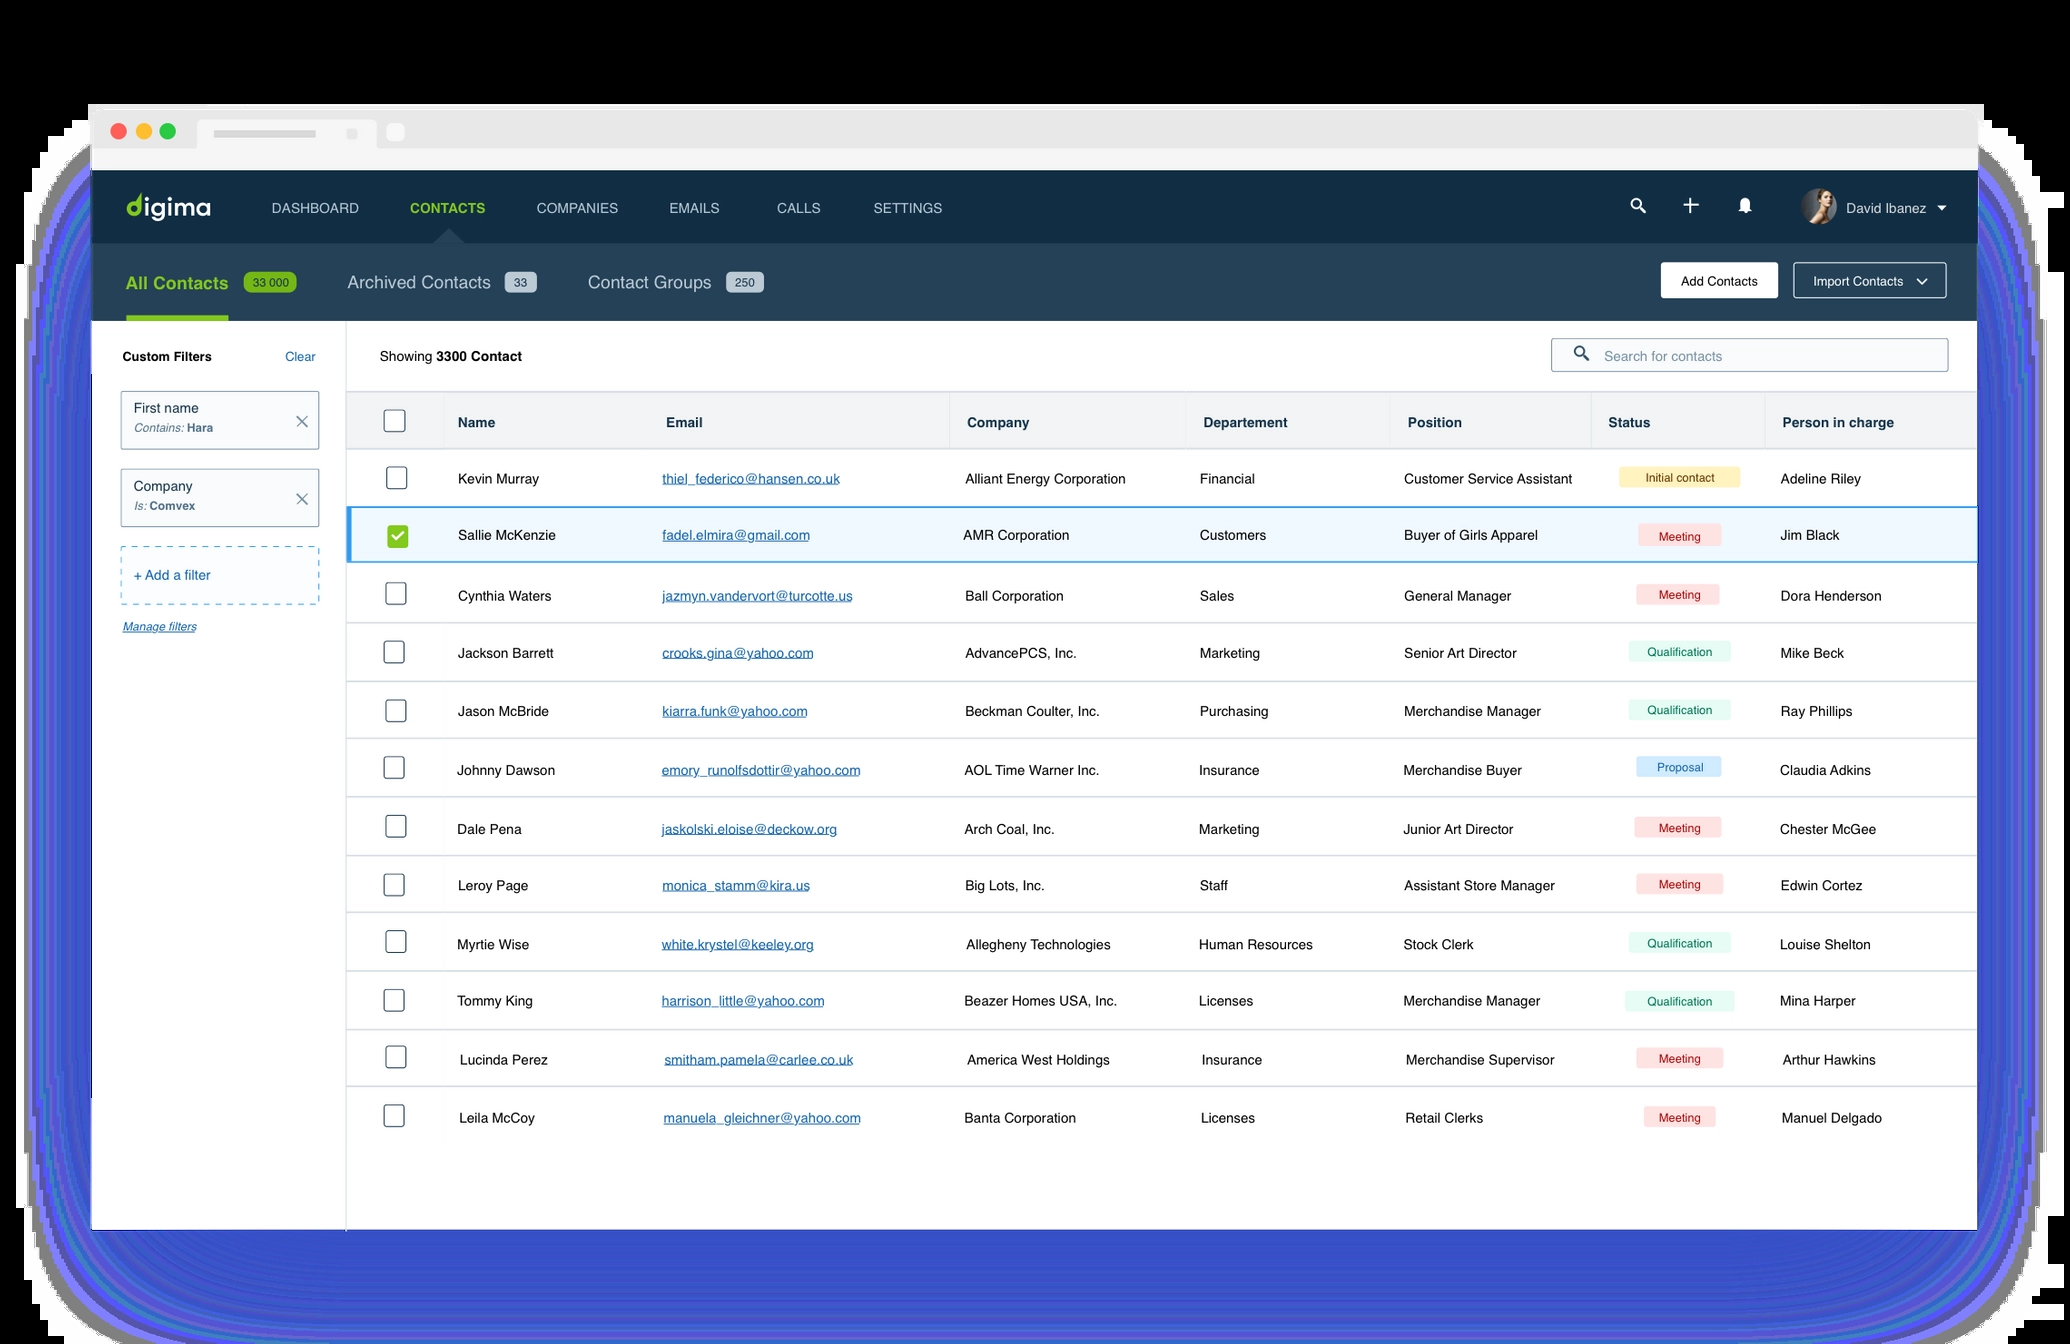 digima DASHBOARD CONTACTS COMPANIES EMAILS CALLS SETTINGS David Ibanez
All Contacts 33 000 Archived Contacts 33 Contact Groups 250 Add Contacts Import Contacts
Custom Filters Clear
First name
Contains: Hara
Company
Is: Comvex
+ Add a filter
Manage filters
Showing 3300 Contact Search for contacts
Name Email Company Departement Position Status Person in charge
Kevin Murray thiel_federico@hansen.co.uk Alliant Energy Corporation Financial Customer Service Assistant Initial contact Adeline Riley
Sallie McKenzie fadel.elmira@gmail.com AMR Corporation Customers Buyer of Girls Apparel Meeting Jim Black
Cynthia Waters jazmyn.vandervort@turcotte.us Ball Corporation Sales General Manager Meeting Dora Henderson
Jackson Barrett crooks.gina@yahoo.com AdvancePCS, Inc. Marketing Senior Art Director Qualification Mike Beck
Jason McBride kiarra.funk@yahoo.com Beckman Coulter, Inc. Purchasing Merchandise Manager Qualification Ray Phillips
Johnny Dawson emory_runolfsdottir@yahoo.com AOL Time Warner Inc. Insurance Merchandise Buyer Proposal Claudia Adkins
Dale Pena jaskolski.eloise@deckow.org Arch Coal, Inc. Marketing Junior Art Director Meeting Chester McGee
Leroy Page monica_stamm@kira.us Big Lots, Inc. Staff Assistant Store Manager Meeting Edwin Cortez
Myrtie Wise white.krystel@keeley.org Allegheny Technologies Human Resources Stock Clerk Qualification Louise Shelton
Tommy King harrison_little@yahoo.com Beazer Homes USA, Inc. Licenses Merchandise Manager Qualification Mina Harper
Lucinda Perez smitham.pamela@carlee.co.uk America West Holdings Insurance Merchandise Supervisor Meeting Arthur Hawkins
Leila McCoy manuela_gleichner@yahoo.com Banta Corporation Licenses Retail Clerks Meeting Manuel Delgado